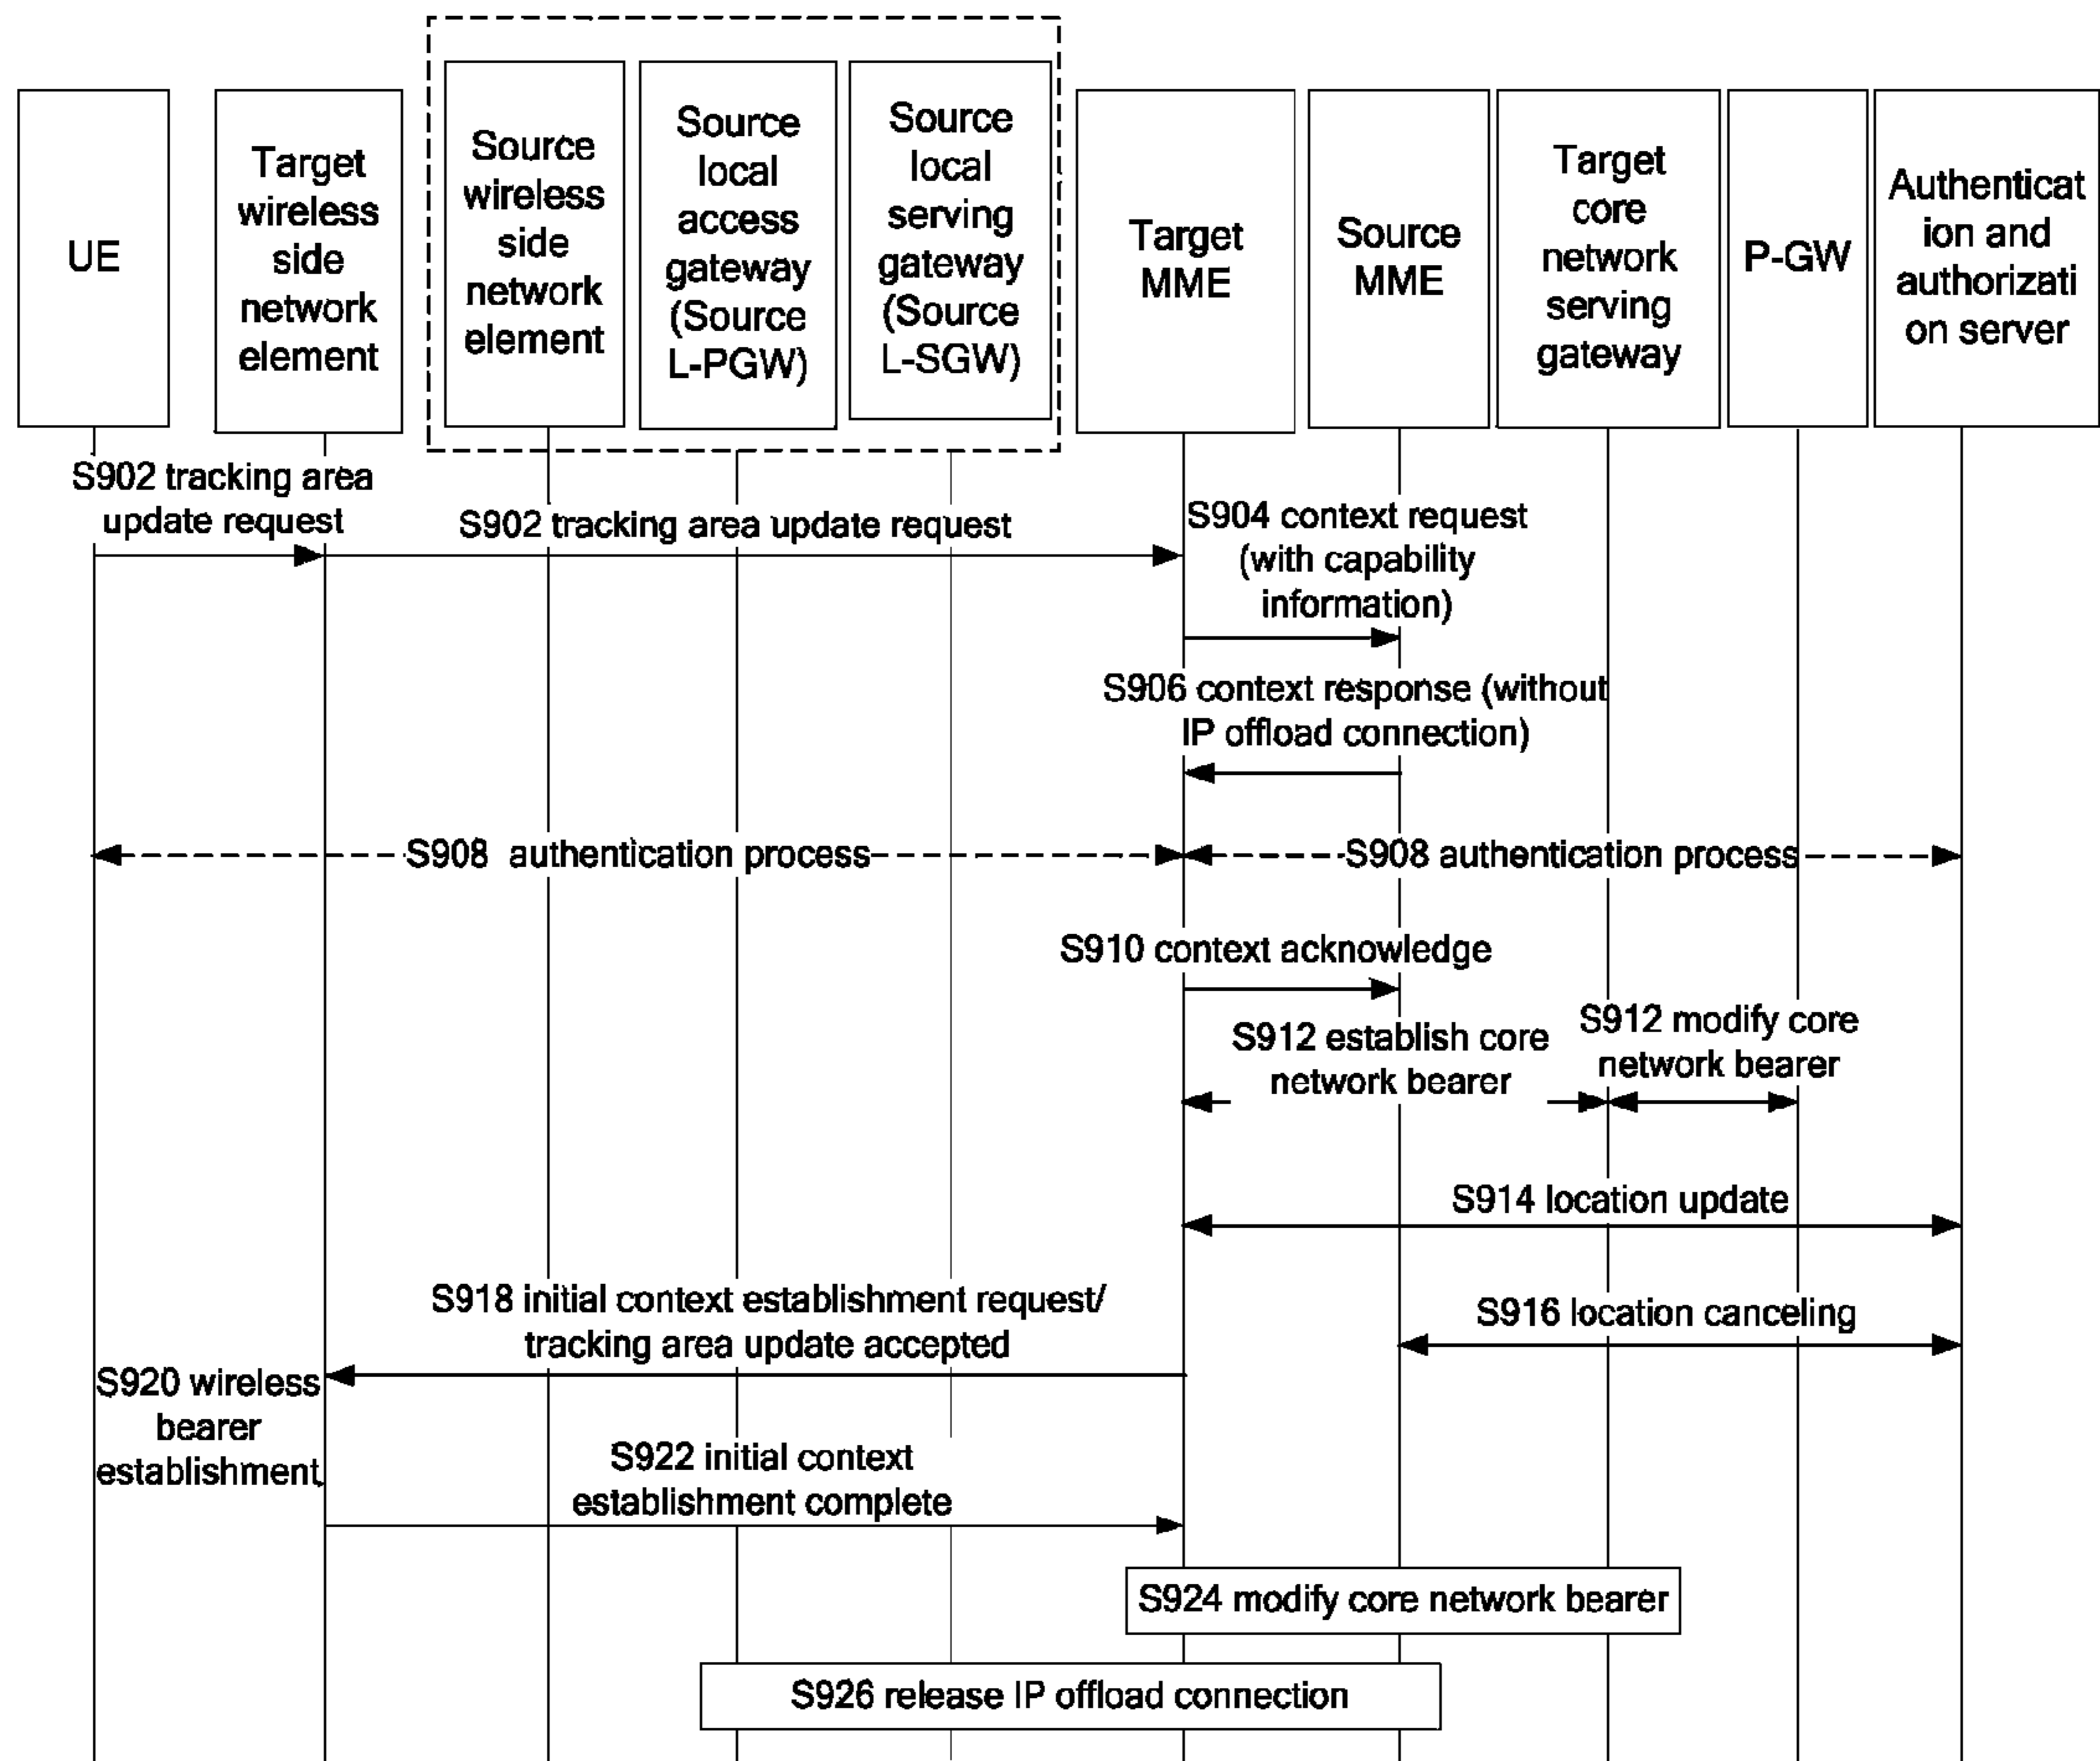 UE
Target
wireless
side
network
element
Source
wireless
side
network
element
Source
local
access
gateway
(Source
L-PGW)
Source
local
serving
gateway
(Source
L-SGW)
Target
MME
Source
MME
Target
core
network
serving
gateway
P-GW
Authenticat
ion and
authorizati
on server
S902 tracking area
update request
S902 tracking area update request
S904 context request
(with capability
information)
S906 context response (without
IP offload connection)
S908 authentication process
S908 authentication process
S910 context acknowledge
S912 establish core
network bearer
S912 modify core
network bearer
S914 location update
S918 initial context establishment request/
tracking area update accepted
S916 location canceling
S920 wireless
bearer
establishment
S922 initial context
establishment complete
S924 modify core network bearer
S926 release IP offload connection